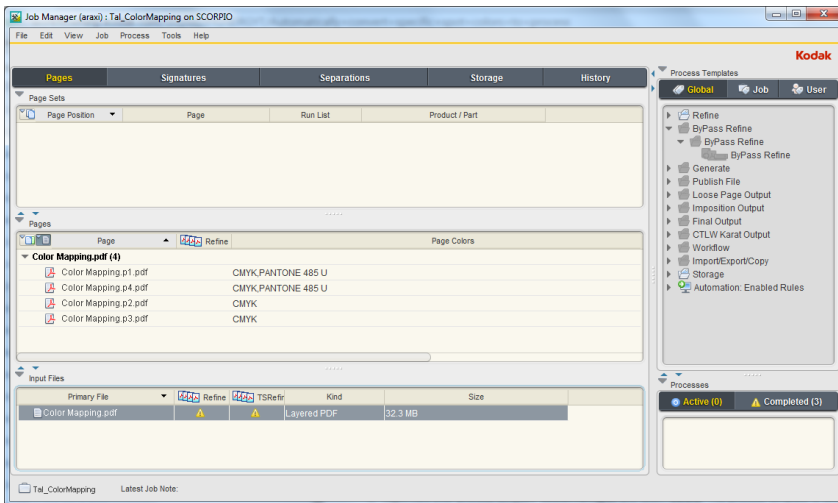 Job Manager (araxi) : Tal_ColorMapping on SCORPIO
File Edit View Job Process Tools Help
Kodak
Pages Signatures Separations Storage History
Page Sets
Page Position Page Run List Product / Part
Pages
Page Refine Page Colors
Color Mapping.pdf (4)
Color Mapping.p1.pdf CMYK,PANTONE 485 U
Color Mapping.p4.pdf CMYK,PANTONE 485 U
Color Mapping.p2.pdf CMYK
Color Mapping.p3.pdf CMYK
Input Files
Primary File Refine TSRefir Kind Size
Color Mapping.pdf Layered PDF 32.3 MB
Tal_ColorMapping Latest Job Note:
Process Templates
Global Job User
Refine
ByPass Refine
ByPass Refine
ByPass Refine
Generate
Publish File
Loose Page Output
Imposition Output
Final Output
CTLW Karat Output
Workflow
Import/Export/Copy
Storage
Automation: Enabled Rules
Processes
Active (0) Completed (3)